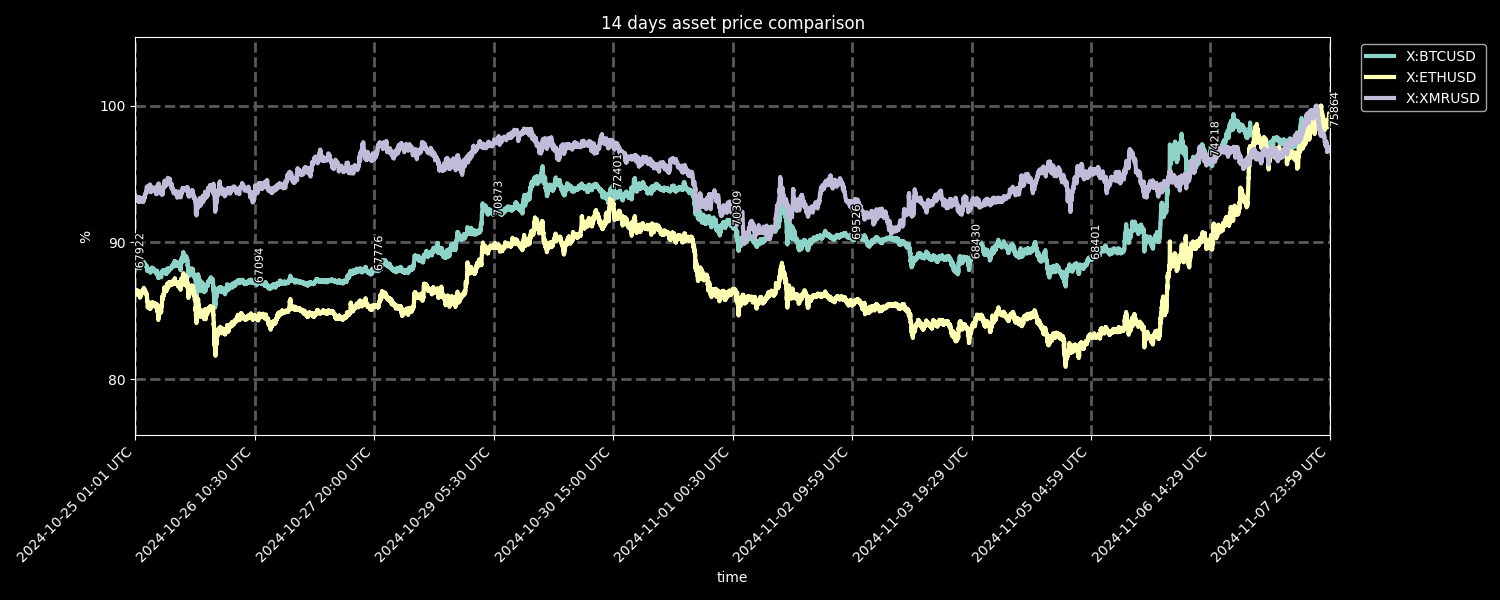 14 days asset price comparison
X:BTCUSD
X:ETHUSD
X:XMRUSD
%
100
90
80
67922
67094
67776
70873
72401
70309
69526
68430
68401
74218
75864
2024-10-25 01:01 UTC
2024-10-26 10:30 UTC
2024-10-27 20:00 UTC
2024-10-29 05:30 UTC
2024-10-30 15:00 UTC
2024-11-01 00:30 UTC
2024-11-02 09:59 UTC
2024-11-03 19:29 UTC
2024-11-05 04:59 UTC
2024-11-06 14:29 UTC
2024-11-07 23:59 UTC
time